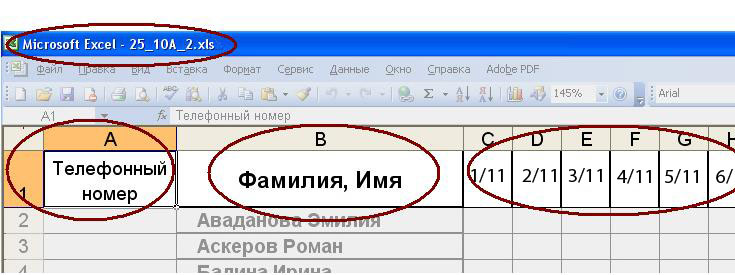 Microsoft Excel - 25_10A_2.xls
Файл Правка Вид Вставка Формат Сервис Данные Окно Справка Adobe PDF
145% Arial
A1 fx Телефонный номер
A B C D E F G H
1 Телефонный номер Фамилия, Имя 1/11 2/11 3/11 4/11 5/11 6/
2 Аваданова Эмилия
3 Аскеров Роман
4 Балина Ирина